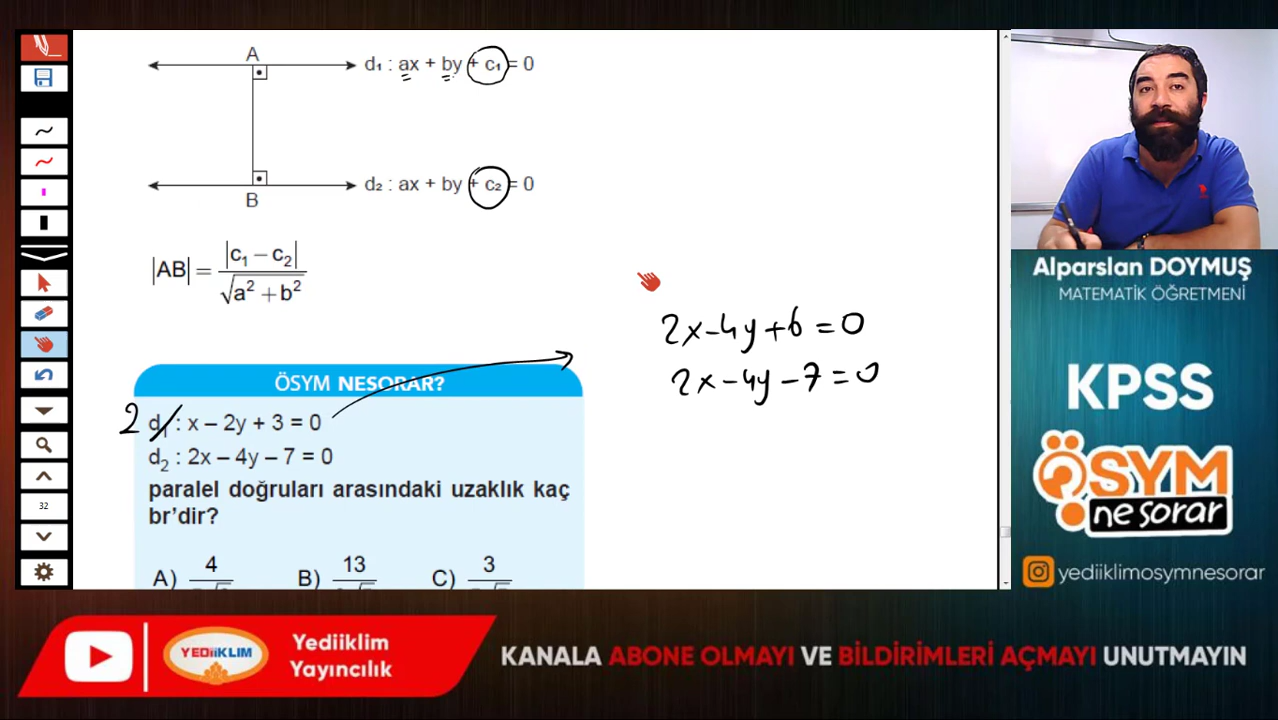 A
d₁ : ax + by + c₁ = 0
d₂ : ax + by + c₂ = 0
B
|AB| = |c₁ – c₂| / √a² + b²
2x – 4y + 6 = 0
2x – 4y – 7 = 0
ÖSYM NESORAR?
2 d₁ : x – 2y + 3 = 0
d₂ : 2x – 4y – 7 = 0
paralel doğruları arasındaki uzaklık kaç
br'dir?
A) 4 B) 13 C) 3
32
Alparslan DOYMUŞ
MATEMATİK ÖĞRETMENİ
KPSS
ÖSYM
ne sorar
yediiklimosymnesorar
YEDİİKLİM
Yediiklim
Yayıncılık
KANALA ABONE OLMAYI VE BİLDİRİMLERİ AÇMAYI UNUTMAYIN